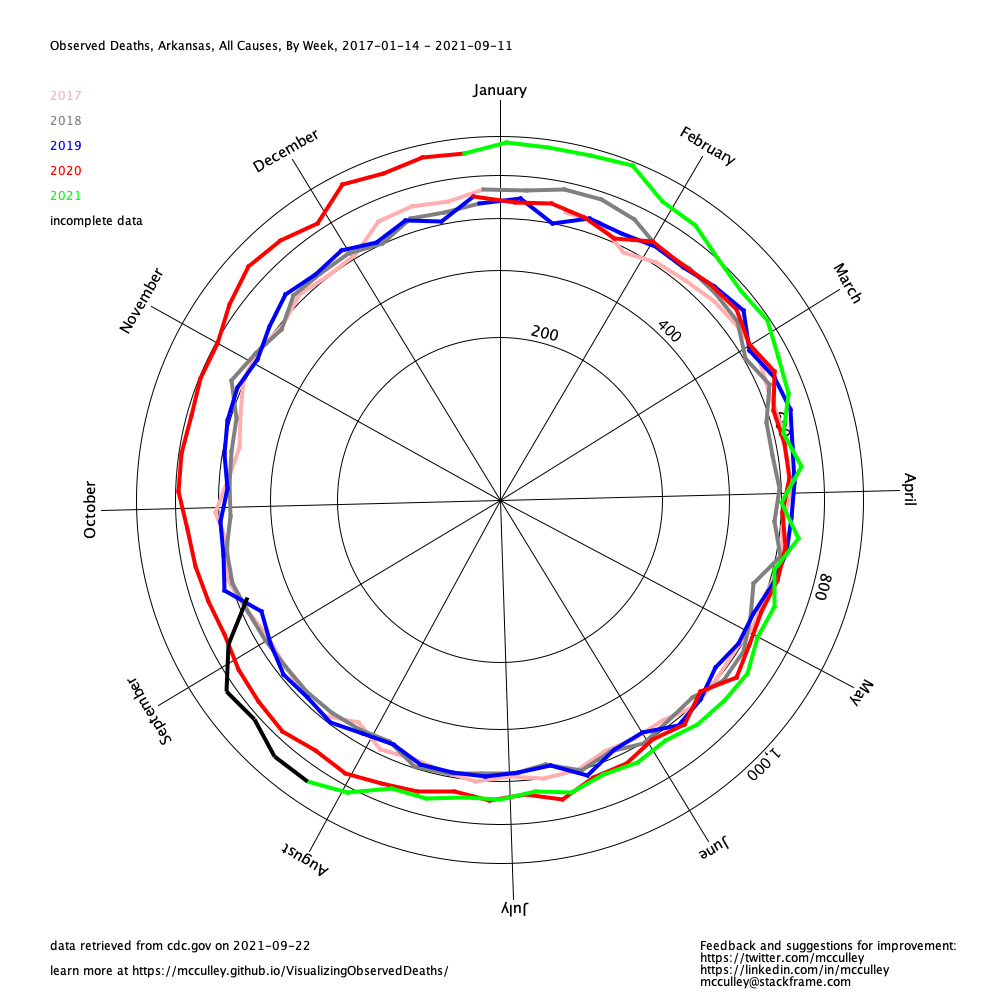 Observed Deaths, Arkansas, All Causes, By Week, 2017-01-14 - 2021-09-11
January
2017
2018
2019
2020
2021
incomplete data
December
February
November
March
200
400
October
April
800
September
May
1,000
August
June
July
data retrieved from cdc.gov on 2021-09-22
learn more at https://mcculley.github.io/VisualizingObservedDeaths/
Feedback and suggestions for improvement:
https://twitter.com/mcculley
https://linkedin.com/in/mcculley
mcculley@stackframe.com